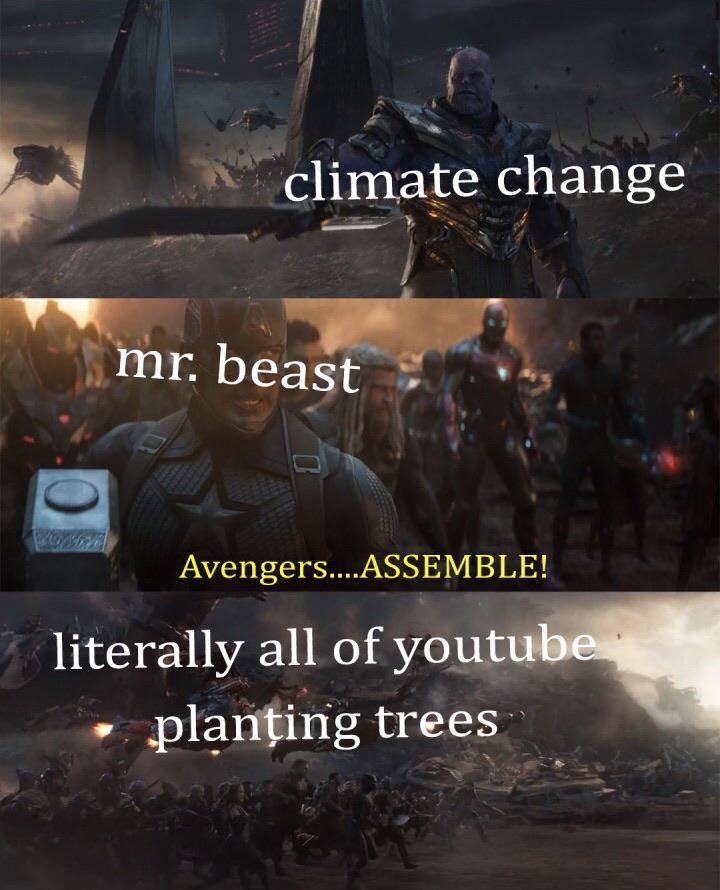 climate change
mr. beast
Avengers....ASSEMBLE!
literally all of youtube
planting trees